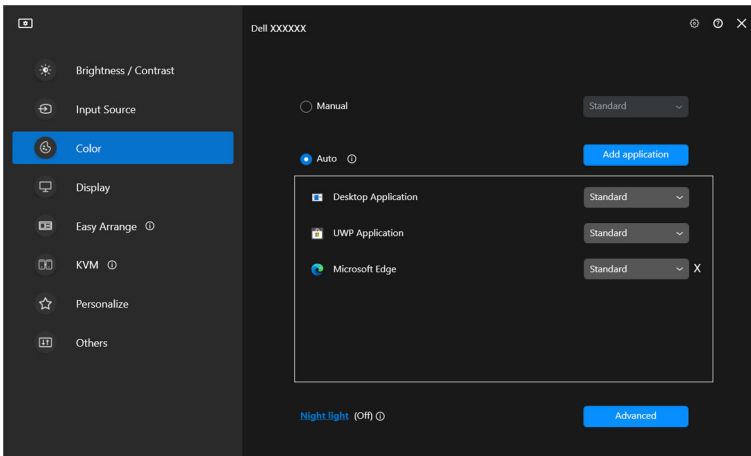 Dell XXXXXX
Brightness / Contrast
Input Source
Color
Display
Easy Arrange
KVM
Personalize
Others
Manual
Standard
Auto
Add application
Desktop Application
Standard
UWP Application
Standard
Microsoft Edge
Standard
X
Night light (Off)
Advanced